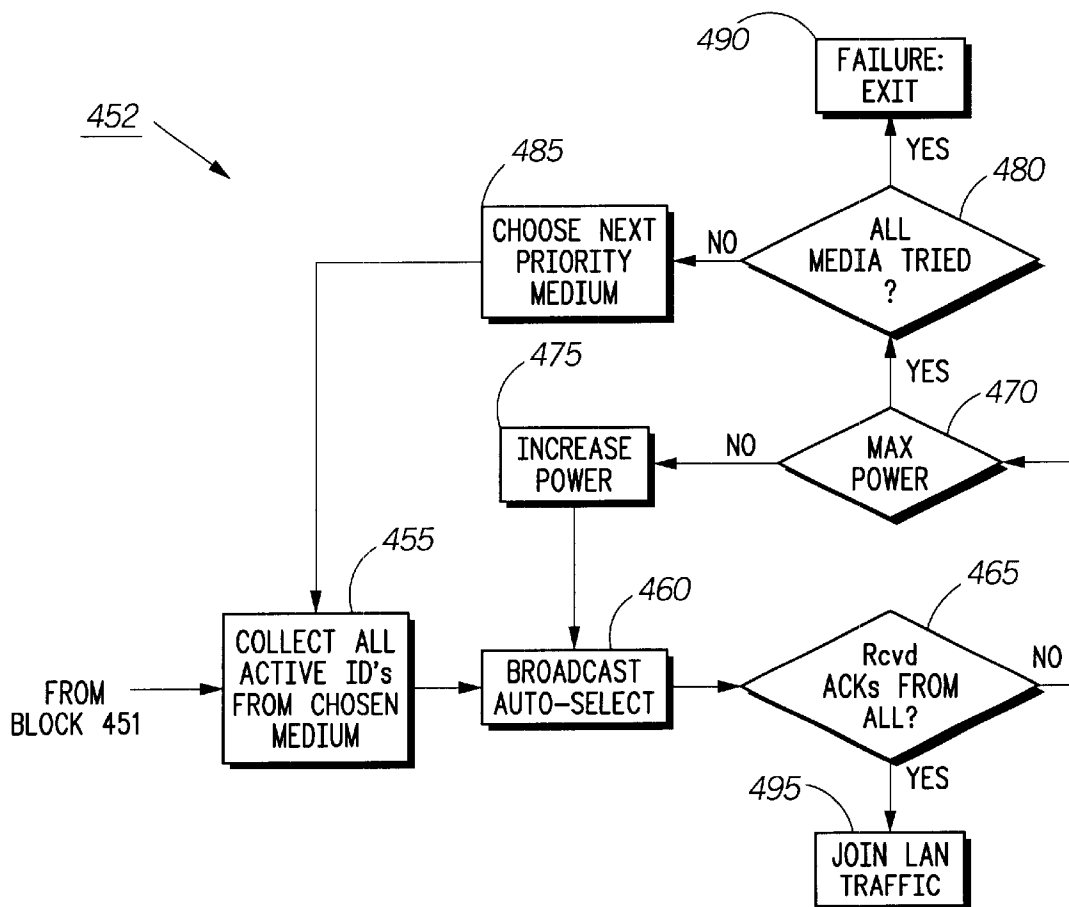 490
FAILURE:
EXIT
452
YES
485
480
CHOOSE NEXT
PRIORITY
MEDIUM
NO
ALL
MEDIA TRIED
?
475
YES
470
INCREASE
POWER
NO
MAX
POWER
455
460
465
COLLECT ALL
ACTIVE ID's
FROM CHOSEN
MEDIUM
FROM
BLOCK 451
BROADCAST
AUTO-SELECT
Rcvd
ACKs FROM
ALL?
NO
YES
495
JOIN LAN
TRAFFIC